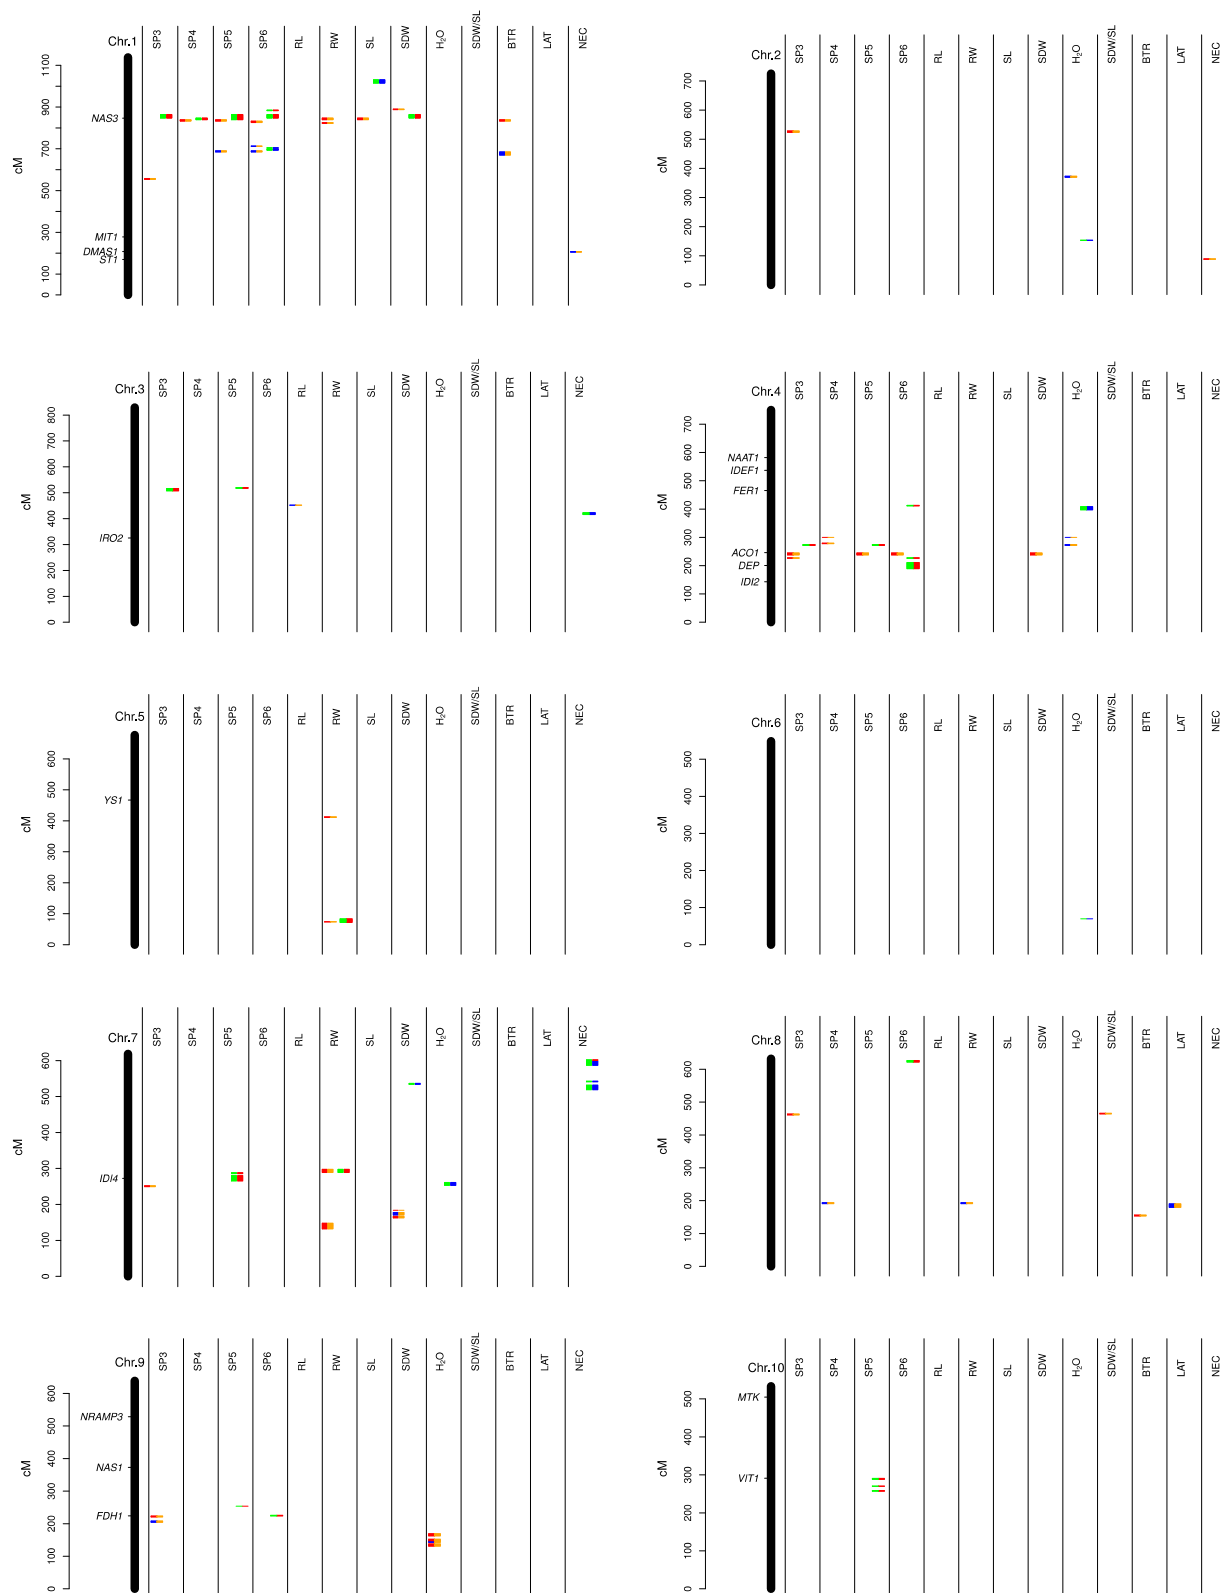 Chr.1 SP3 SP4 SP5 SP6 RL RW SL SDW H₂O SDW/SL BTR LAT NEC
cM
0 100 300 500 700 900 1100
NAS3
MIT1
DMAS1
ST1
Chr.2 SP3 SP4 SP5 SP6 RL RW SL SDW H₂O SDW/SL BTR LAT NEC
cM
0 100 200 300 400 500 600 700
Chr.3 SP3 SP4 SP5 SP6 RL RW SL SDW H₂O SDW/SL BTR LAT NEC
cM
0 100 200 300 400 500 600 700 800
IRO2
Chr.4 SP3 SP4 SP5 SP6 RL RW SL SDW H₂O SDW/SL BTR LAT NEC
cM
0 100 200 300 400 500 600 700
NAAT1
IDEF1
FER1
ACO1
DEP
IDI2
Chr.5 SP3 SP4 SP5 SP6 RL RW SL SDW H₂O SDW/SL BTR LAT NEC
cM
0 100 200 300 400 500 600
YS1
Chr.6 SP3 SP4 SP5 SP6 RL RW SL SDW H₂O SDW/SL BTR LAT NEC
cM
0 100 200 300 400 500
Chr.7 SP3 SP4 SP5 SP6 RL RW SL SDW H₂O SDW/SL BTR LAT NEC
cM
0 100 200 300 400 500 600
IDI4
Chr.8 SP3 SP4 SP5 SP6 RL RW SL SDW H₂O SDW/SL BTR LAT NEC
cM
0 100 200 300 400 500 600
Chr.9 SP3 SP4 SP5 SP6 RL RW SL SDW H₂O SDW/SL BTR LAT NEC
cM
0 100 200 300 400 500 600
NRAMP3
NAS1
FDH1
Chr.10 SP3 SP4 SP5 SP6 RL RW SL SDW H₂O SDW/SL BTR LAT NEC
cM
0 100 200 300 400 500
MTK
VIT1